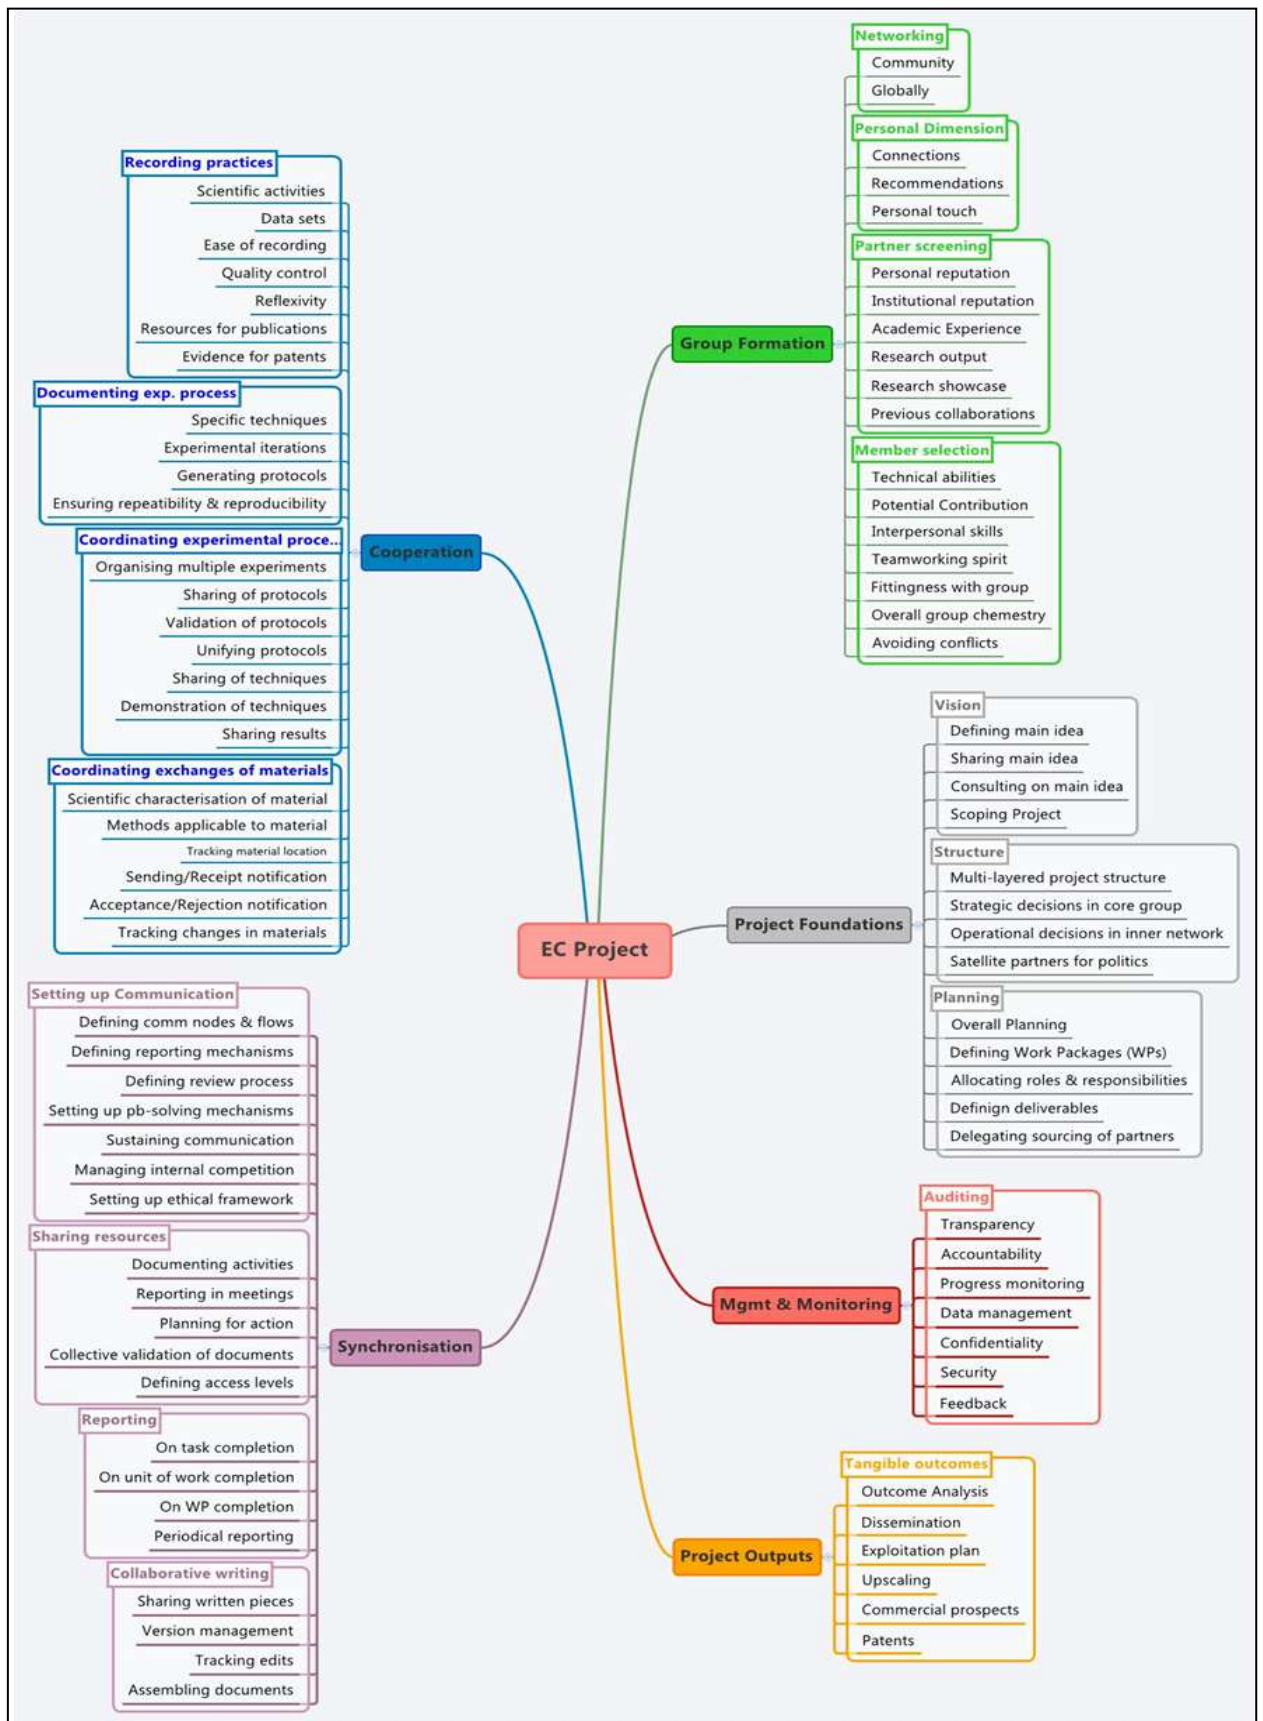 Networking
Community
Globally
Personal Dimension
Connections
Recommendations
Personal touch
Partner screening
Personal reputation
Institutional reputation
Academic Experience
Research output
Research showcase
Previous collaborations
Member selection
Technical abilities
Potential Contribution
Interpersonal skills
Teamworking spirit
Fittingness with group
Overall group chemestry
Avoiding conflicts
Group Formation
Recording practices
Scientific activities
Data sets
Ease of recording
Quality control
Reflexivity
Resources for publications
Evidence for patents
Documenting exp. process
Specific techniques
Experimental iterations
Generating protocols
Ensuring repeatibility & reproducibility
Coordinating experimental proce...
Organising multiple experiments
Sharing of protocols
Validation of protocols
Unifying protocols
Sharing of techniques
Demonstration of techniques
Sharing results
Coordinating exchanges of materials
Scientific characterisation of material
Methods applicable to material
Tracking material location
Sending/Receipt notification
Acceptance/Rejection notification
Tracking changes in materials
Cooperation
Vision
Defining main idea
Sharing main idea
Consulting on main idea
Scoping Project
Structure
Multi-layered project structure
Strategic decisions in core group
Operational decisions in inner network
Satellite partners for politics
Planning
Overall Planning
Defining Work Packages (WPs)
Allocating roles & responsibilities
Definign deliverables
Delegating sourcing of partners
Project Foundations
EC Project
Setting up Communication
Defining comm nodes & flows
Defining reporting mechanisms
Defining review process
Setting up pb-solving mechanisms
Sustaining communication
Managing internal competition
Setting up ethical framework
Sharing resources
Documenting activities
Reporting in meetings
Planning for action
Collective validation of documents
Defining access levels
Reporting
On task completion
On unit of work completion
On WP completion
Periodical reporting
Collaborative writing
Sharing written pieces
Version management
Tracking edits
Assembling documents
Synchronisation
Auditing
Transparency
Accountability
Progress monitoring
Data management
Confidentiality
Security
Feedback
Mgmt & Monitoring
Tangible outcomes
Outcome Analysis
Dissemination
Exploitation plan
Upscaling
Commercial prospects
Patents
Project Outputs